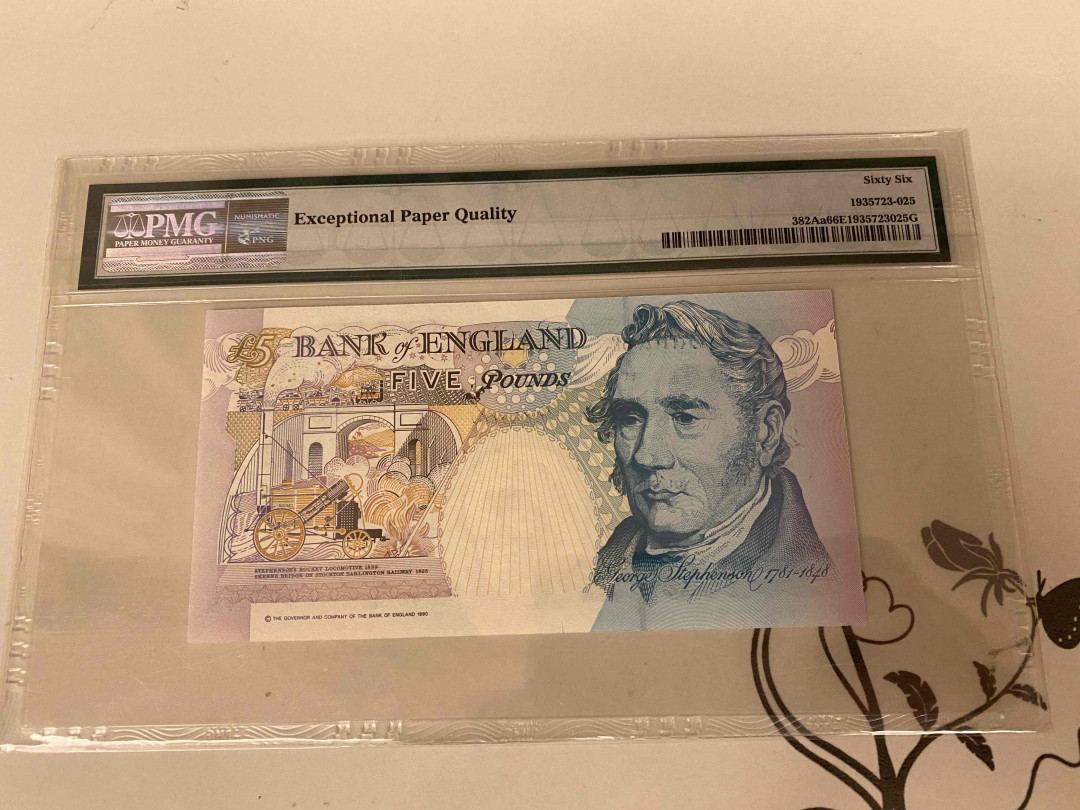 Sixty Six
1935723-025
382Aa66E1935723025G
PMG
PAPER MONEY GUARANTY
NUMISMATIC
PNG
Exceptional Paper Quality
£5
BANK of ENGLAND
FIVE POUNDS
STEPHENSON'S ROCKET LOCOMOTIVE 1829
SKERNE BRIDGE ON STOCKTON DARLINGTON RAILWAY 1825
George Stephenson 1781-1848
© THE GOVERNOR AND COMPANY OF THE BANK OF ENGLAND 1990